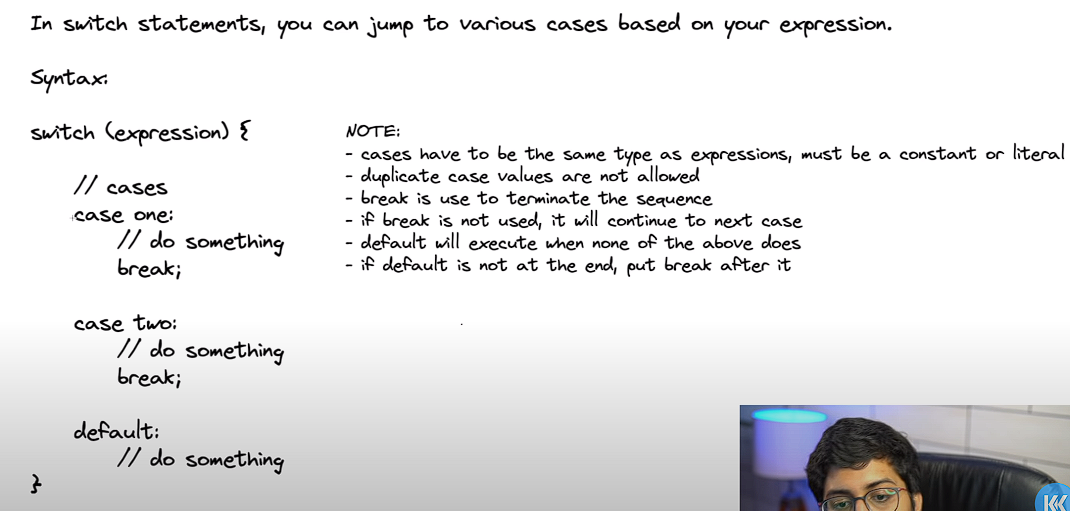 In switch statements, you can jump to various cases based on your expression.
Syntax:
switch (expression) {
// cases
case one:
// do something
break;
case two:
// do something
break;
default:
// do something
}
NOTE:
- cases have to be the same type as expressions, must be a constant or literal
- duplicate case values are not allowed
- break is use to terminate the sequence
- if break is not used, it will continue to next case
- default will execute when none of the above does
- if default is not at the end, put break after it
KK